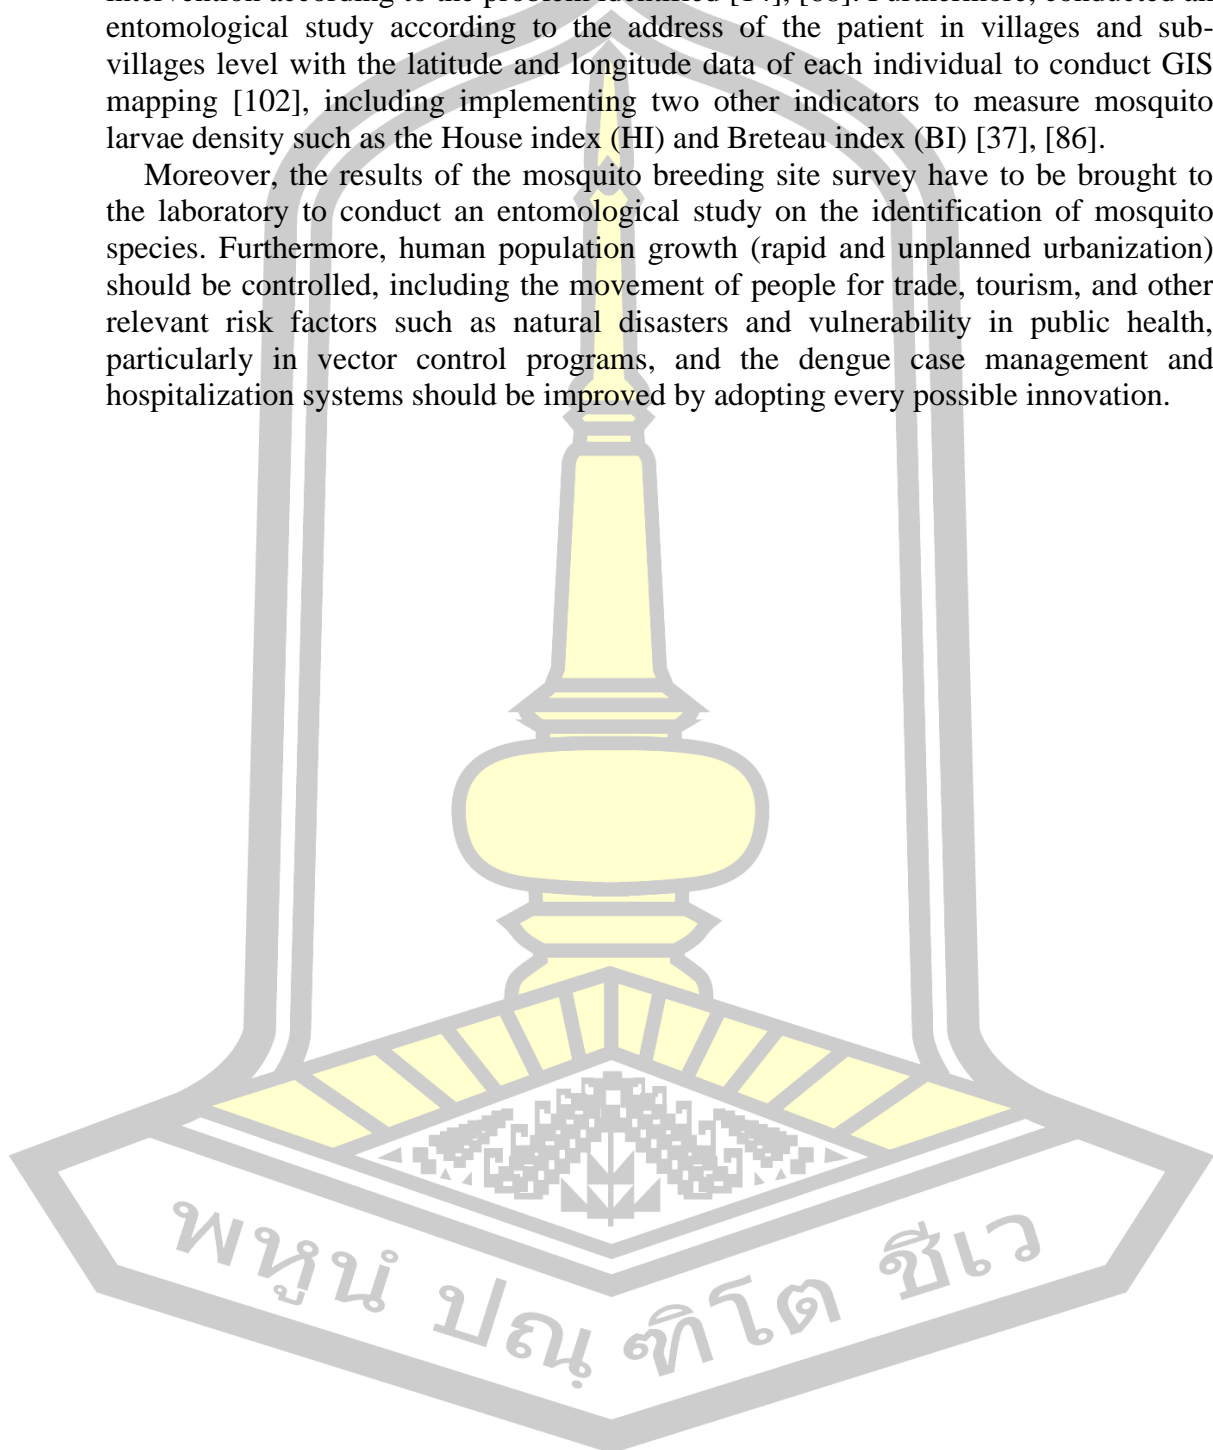 entomological study according to the address of the patient in villages and sub-
villages level with the latitude and longitude data of each individual to conduct GIS
mapping [102], including implementing two other indicators to measure mosquito
larvae density such as the House index (HI) and Breteau index (BI) [37], [86].
Moreover, the results of the mosquito breeding site survey have to be brought to
the laboratory to conduct an entomological study on the identification of mosquito
species. Furthermore, human population growth (rapid and unplanned urbanization)
should be controlled, including the movement of people for trade, tourism, and other
relevant risk factors such as natural disasters and vulnerability in public health,
particularly in vector control programs, and the dengue case management and
hospitalization systems should be improved by adopting every possible innovation.
พหูนํ ปณฺฑิโต ชีเว